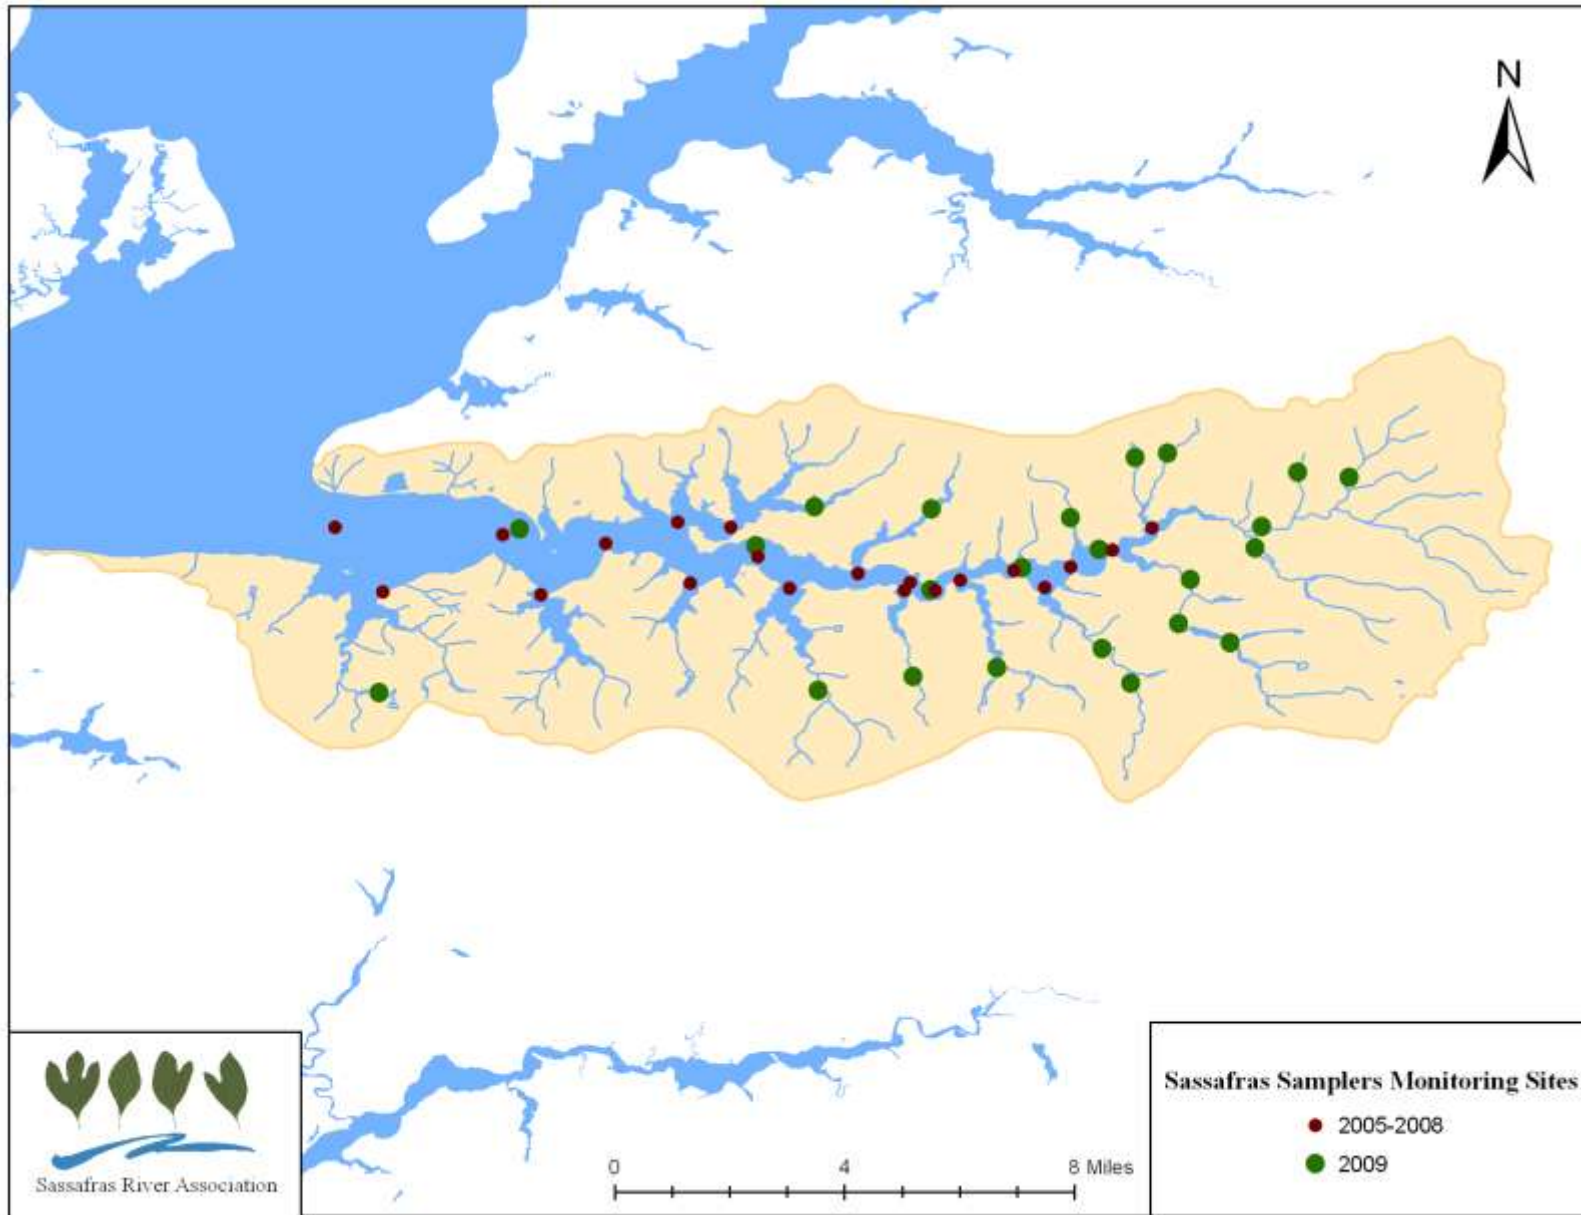 N
Sassafras Samplers Monitoring Sites
2005-2008
2009
0 4 8 Miles
Sassafras River Association